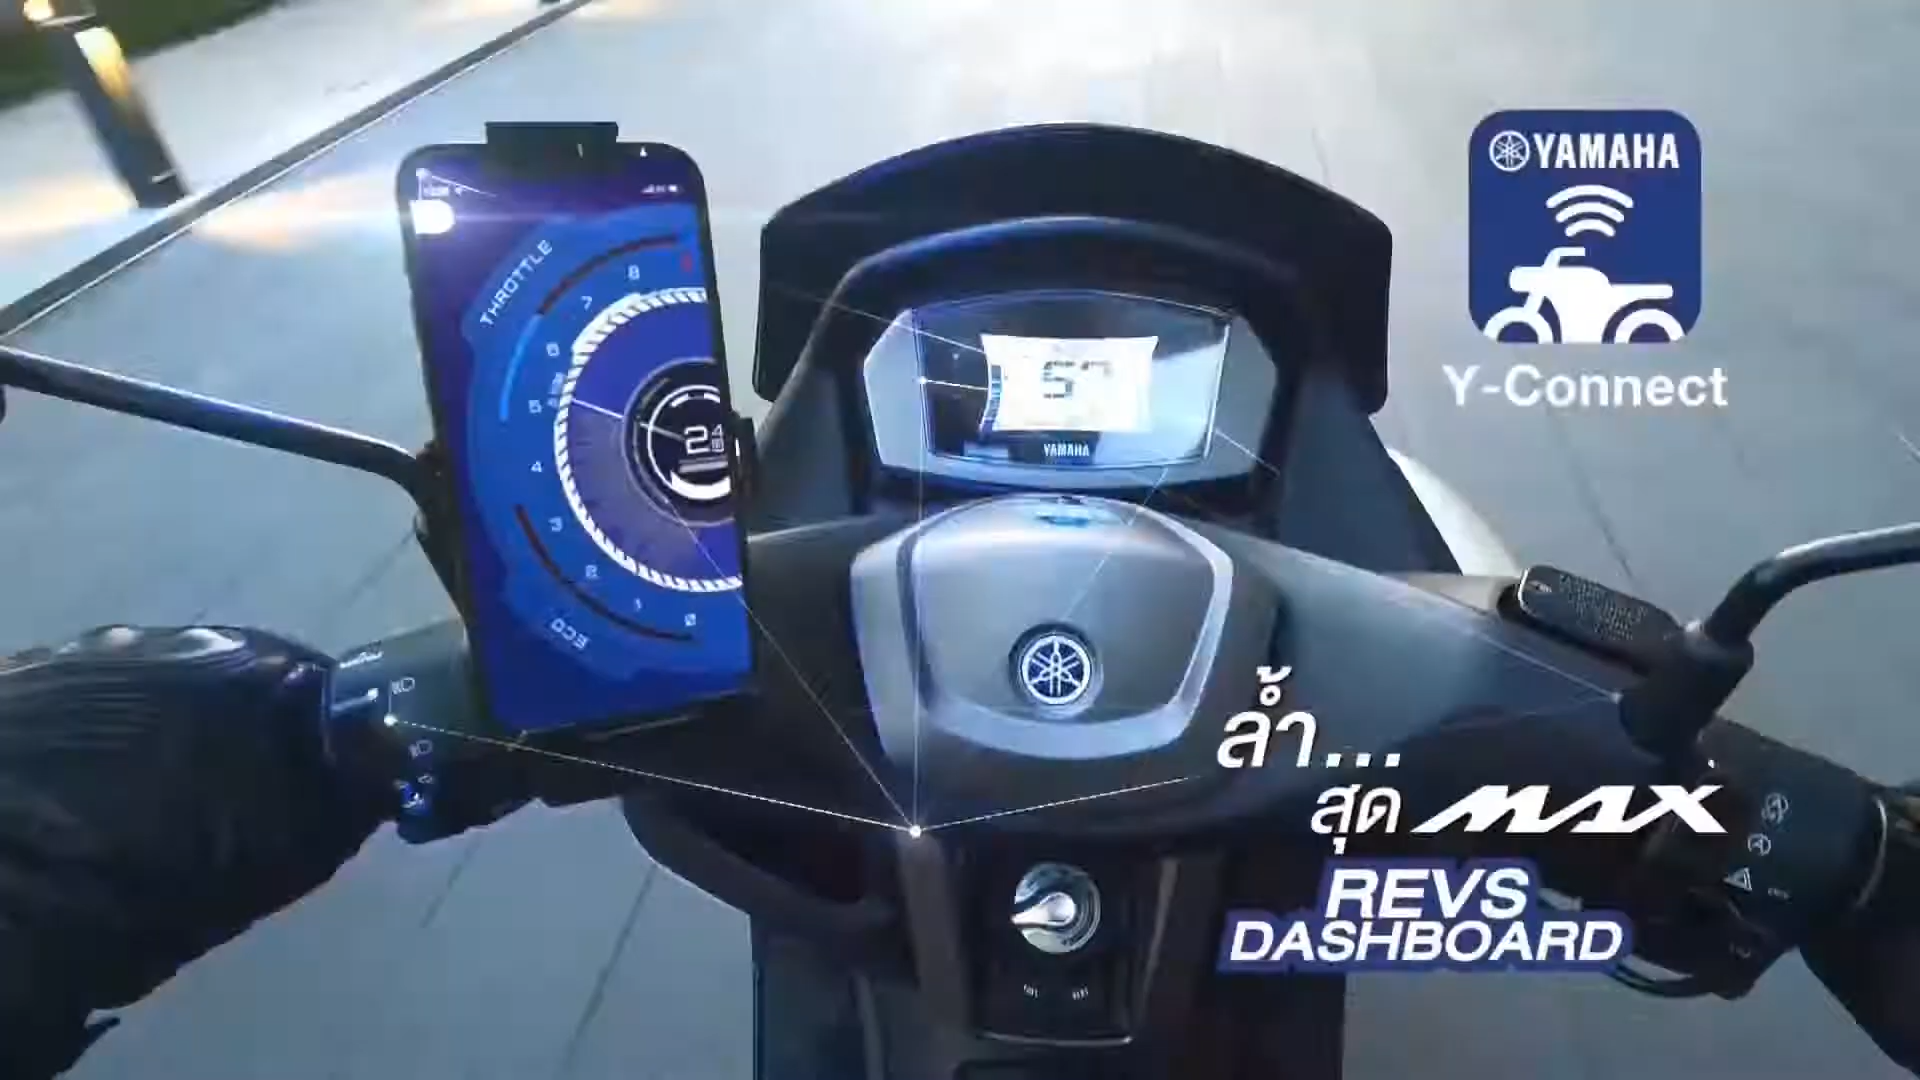 YAMAHA
Y-Connect
THROTTLE
8
7
6
5
4
3
2
1
0
ECO
YAMAHA
ล้ำ...
สุด MAX
REVS
DASHBOARD